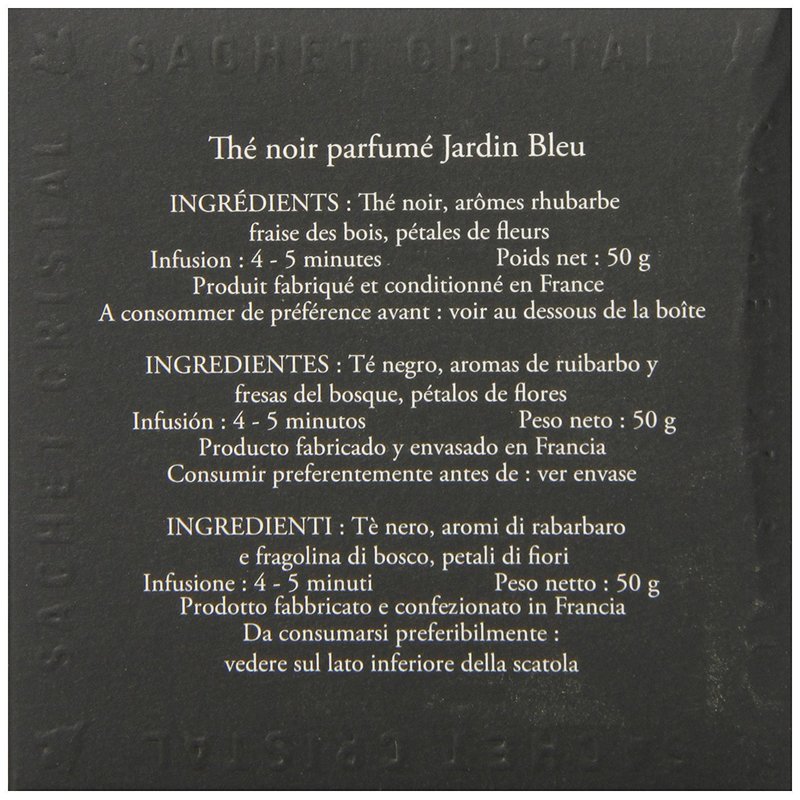 SACHET CRISTAL
SACHET CRISTAL
Thé noir parfumé Jardin Bleu
INGRÉDIENTS : Thé noir, arômes rhubarbe
fraise des bois, pétales de fleurs
Infusion : 4 - 5 minutes Poids net : 50 g
Produit fabriqué et conditionné en France
A consommer de préférence avant : voir au dessous de la boîte
INGREDIENTES : Té negro, aromas de ruibarbo y
fresas del bosque, pétalos de flores
Infusión : 4 - 5 minutos Peso neto : 50 g
Producto fabricado y envasado en Francia
Consumir preferentemente antes de : ver envase
INGREDIENTI : Tè nero, aromi di rabarbaro
e fragolina di bosco, petali di fiori
Infusione : 4 - 5 minuti Peso netto : 50 g
Prodotto fabbricato e confezionato in Francia
Da consumarsi preferibilmente :
vedere sul lato inferiore della scatola
SACHET CRISTAL